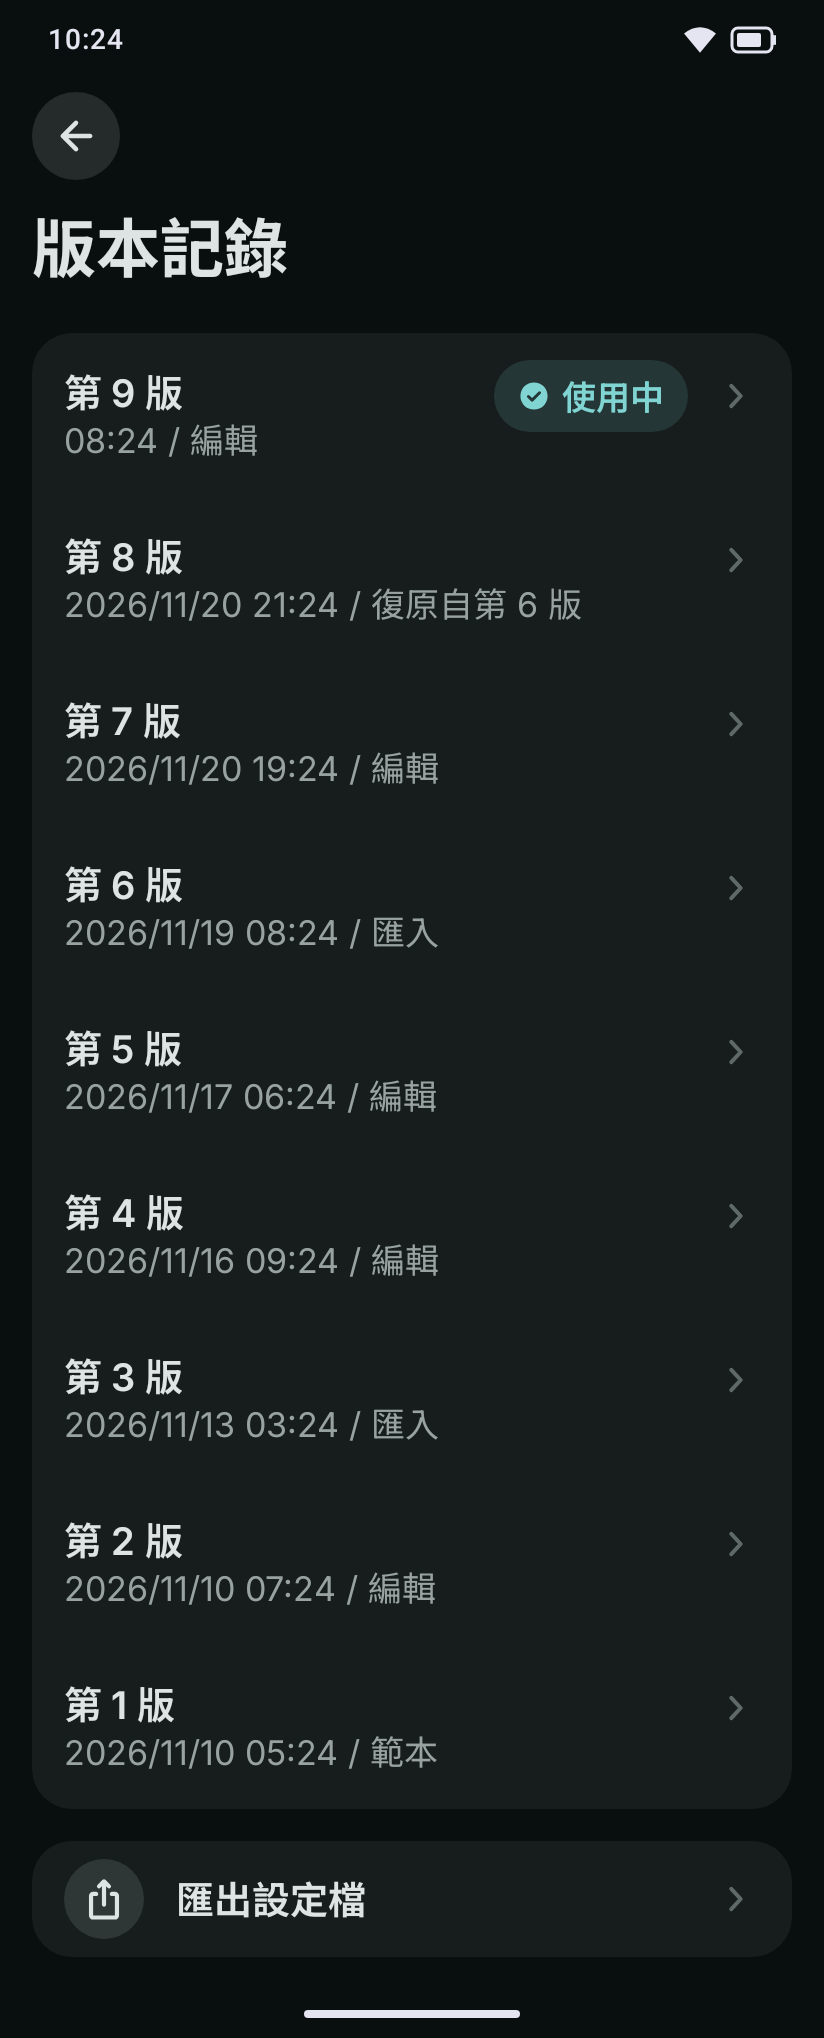 10:24
版本記錄
第 9 版
使用中
08:24 / 編輯
第 8 版
2026/11/20 21:24 / 復原自第 6 版
第 7 版
2026/11/20 19:24 / 編輯
第 6 版
2026/11/19 08:24 / 匯入
第 5 版
2026/11/17 06:24 / 編輯
第 4 版
2026/11/16 09:24 / 編輯
第 3 版
2026/11/13 03:24 / 匯入
第 2 版
2026/11/10 07:24 / 編輯
第 1 版
2026/11/10 05:24 / 範本
匯出設定檔